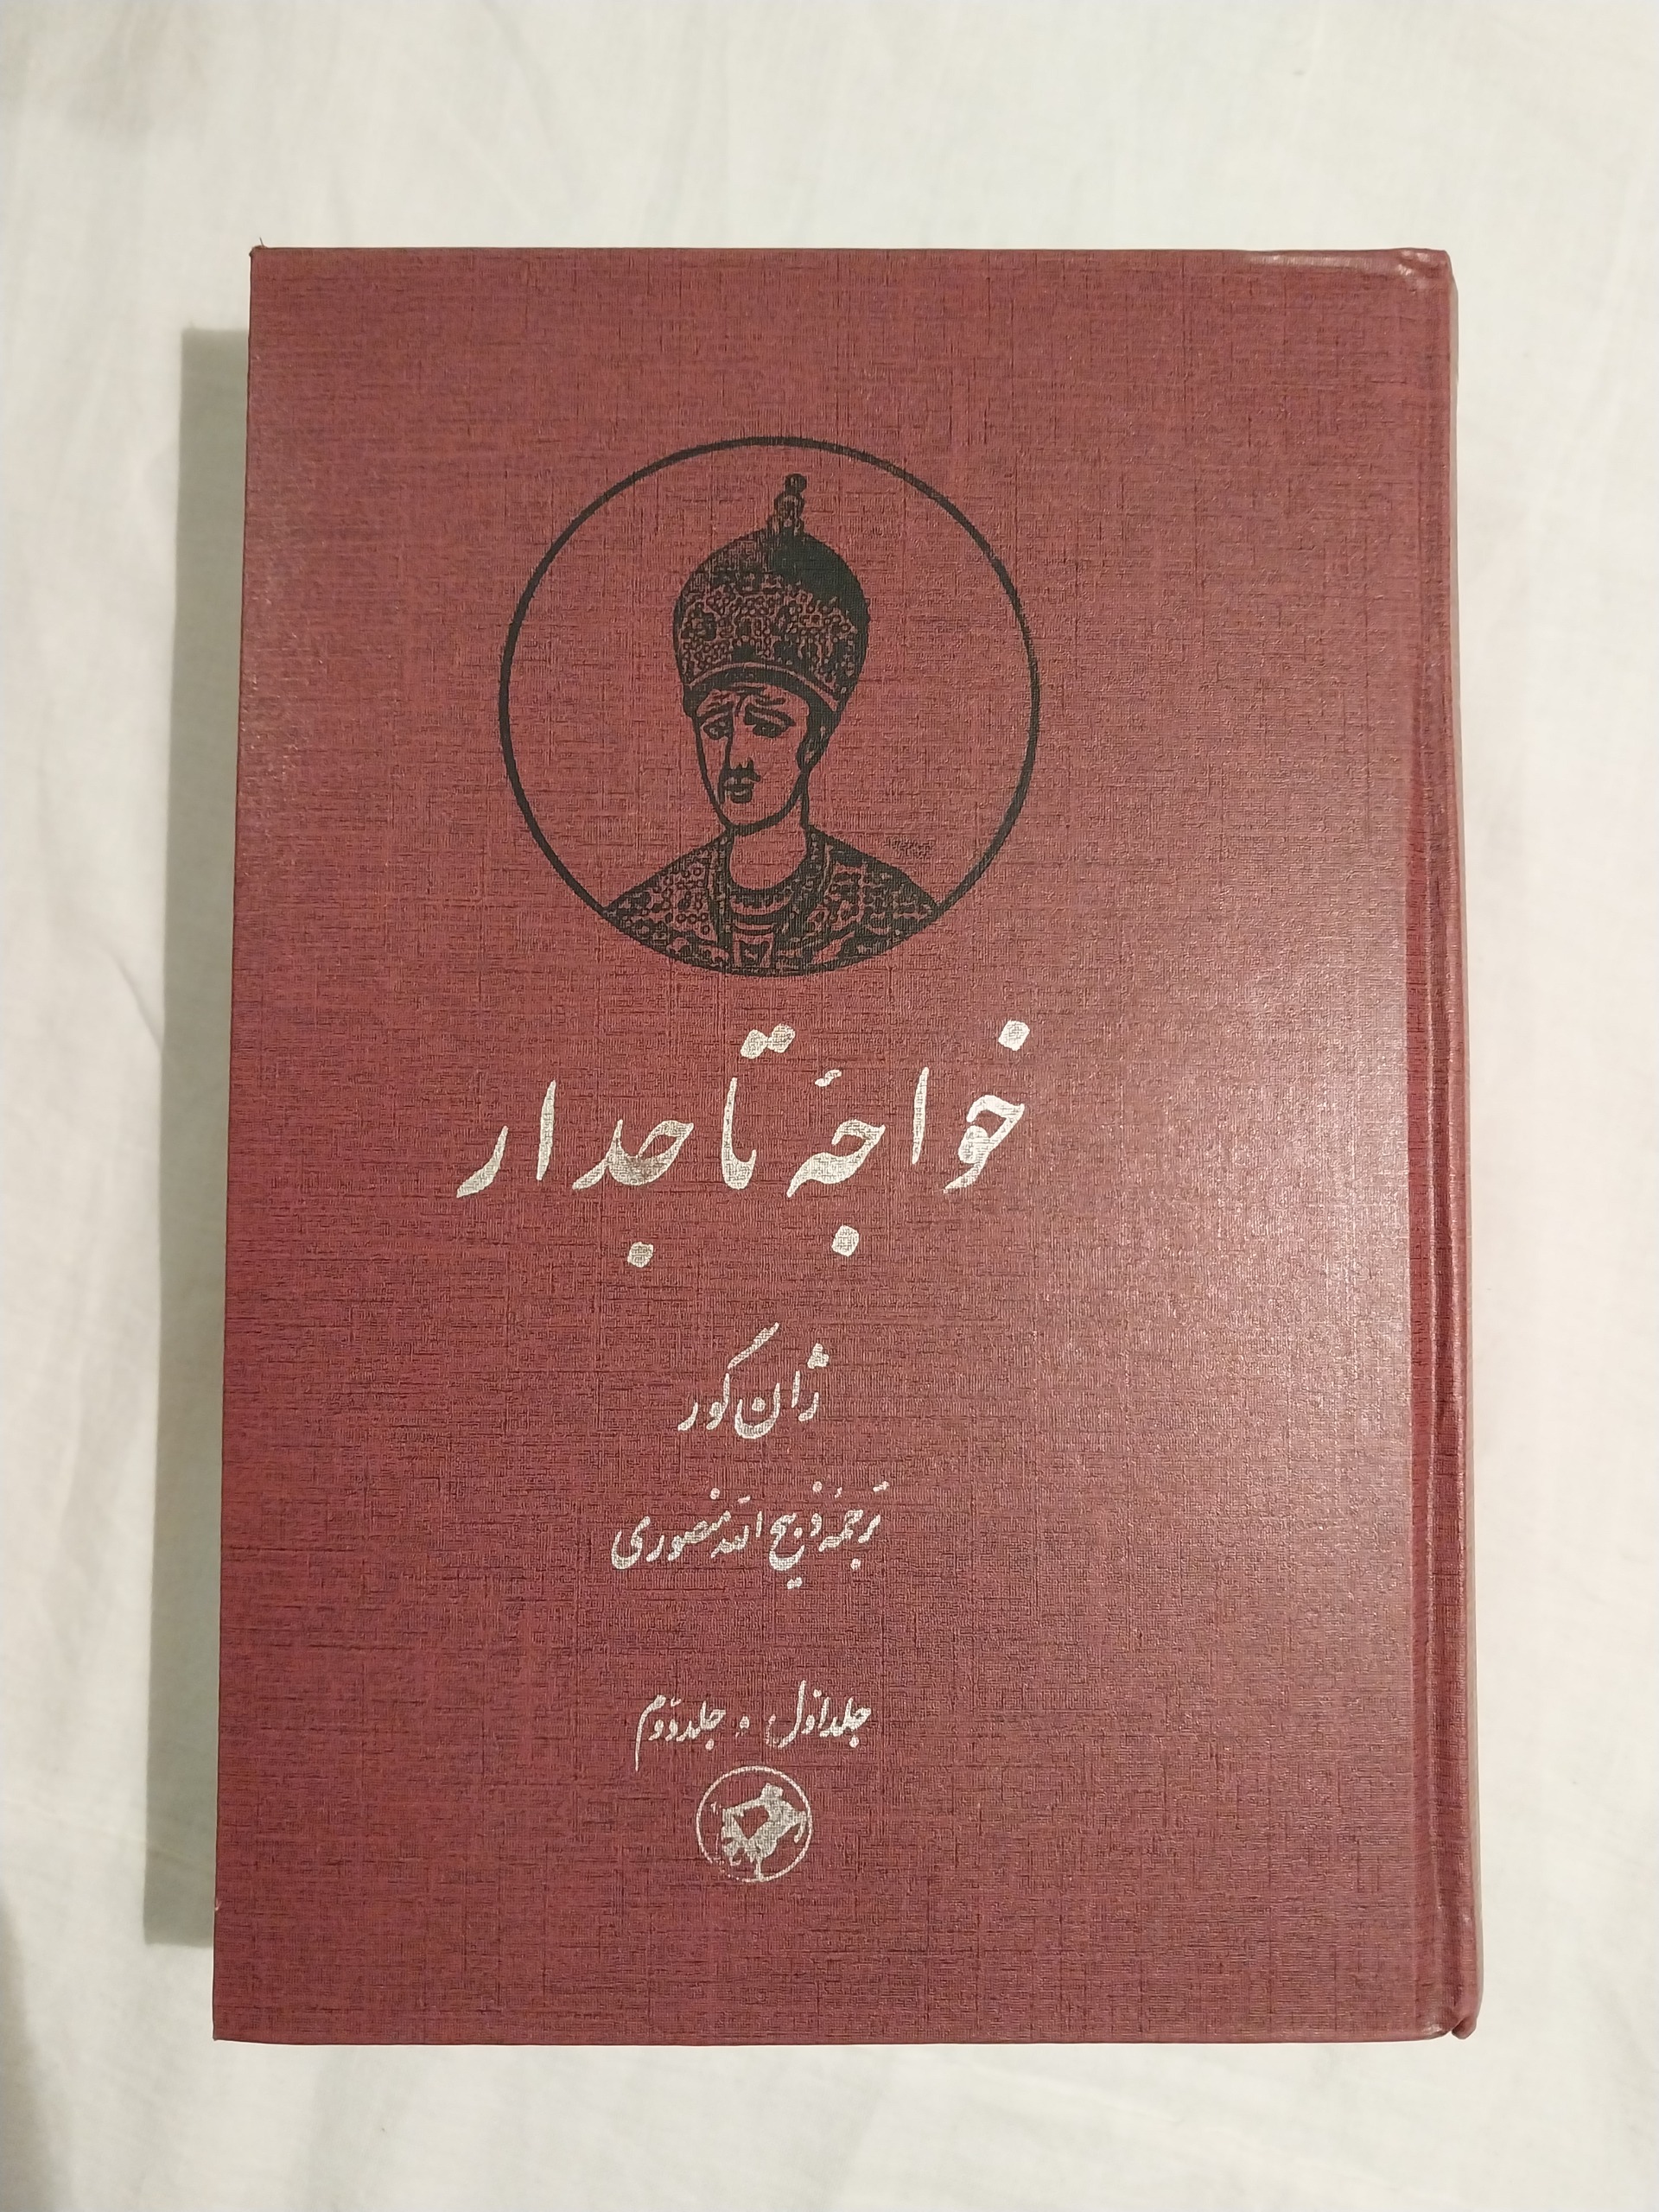 خواجهٔ تاجدار
ژان گور
ترجمهٔ ذبیح الله منصوری
جلد اول . جلد دوم